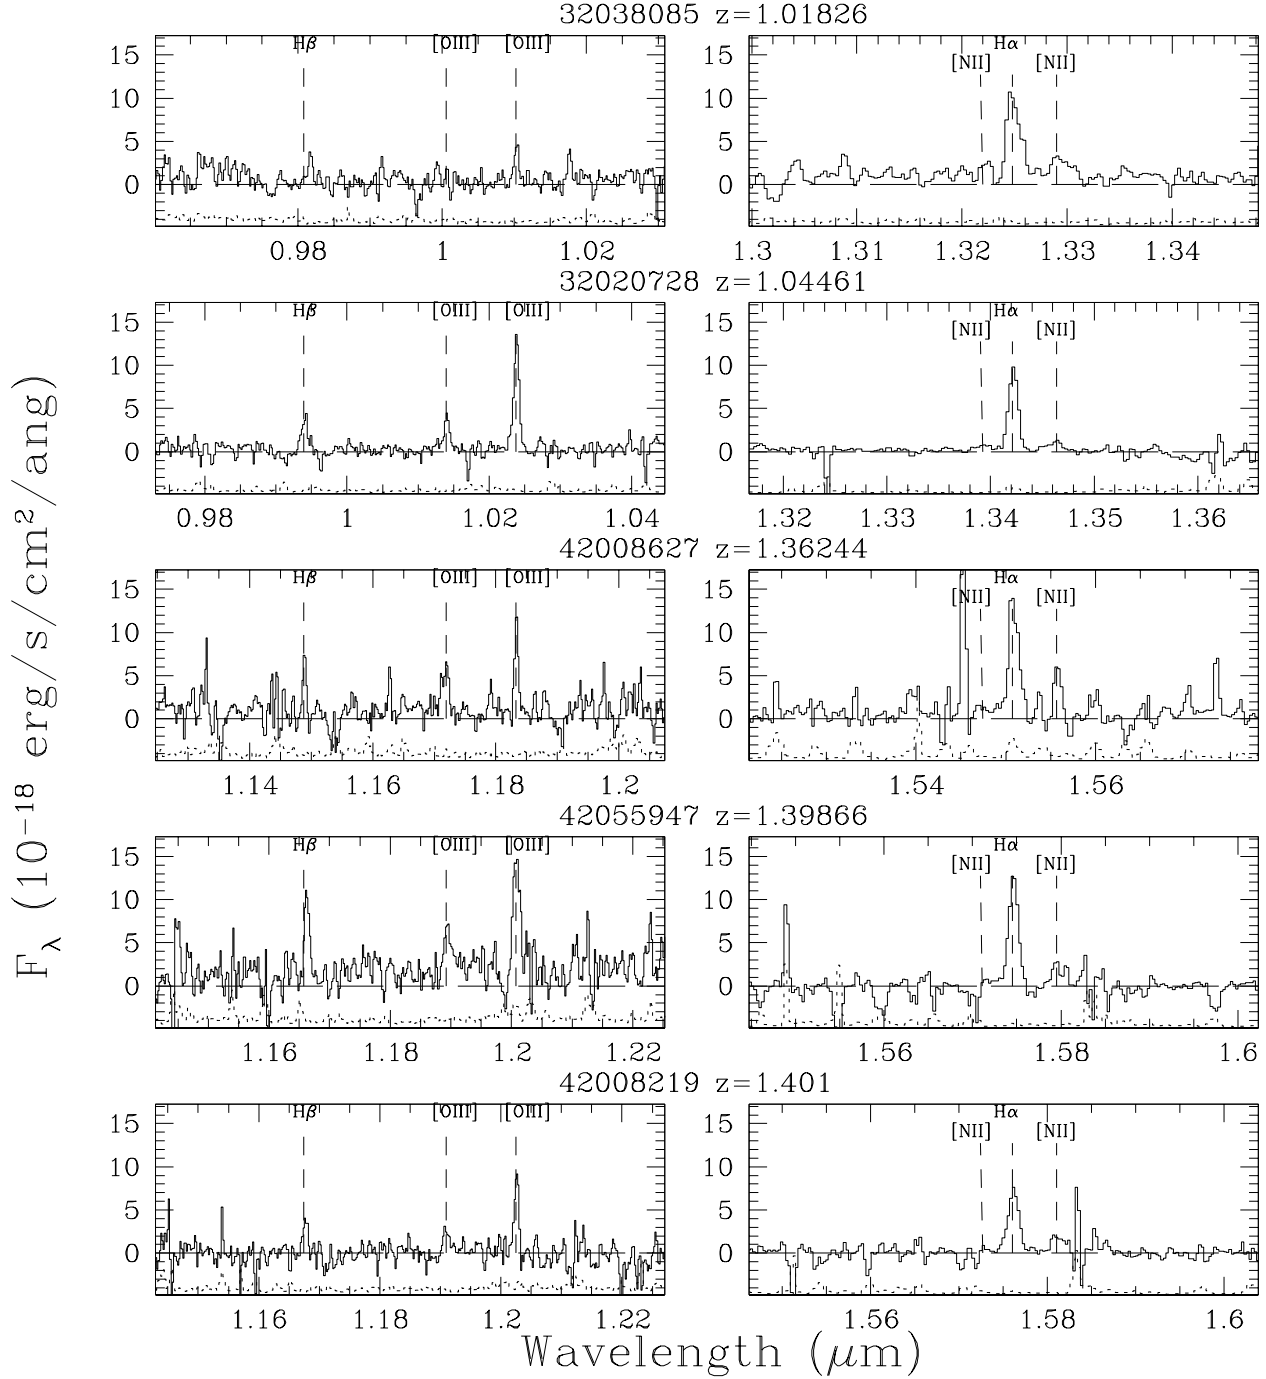 32038085 z=1.01826
Hβ [OIII] [OIII] Hα
[NII] [NII]
15 15
10 10
5 5
0 0
0.98 1 1.02 1.3 1.31 1.32 1.33 1.34
32020728 z=1.04461
Hβ [OIII] [OIII] Hα
[NII] [NII]
15 15
10 10
5 5
0 0
0.98 1 1.02 1.04 1.32 1.33 1.34 1.35 1.36
42008627 z=1.36244
Hβ [OIII] [OIII] Hα
[NII] [NII]
15 15
10 10
5 5
0 0
1.14 1.16 1.18 1.2 1.54 1.56
42055947 z=1.39866
Hβ [OIII] [OIII] Hα
[NII] [NII]
15 15
10 10
5 5
0 0
1.16 1.18 1.2 1.22 1.56 1.58 1.6
42008219 z=1.401
Hβ [OIII] [OIII] Hα
[NII] [NII]
15 15
10 10
5 5
0 0
1.16 1.18 1.2 1.22 1.56 1.58 1.6
Wavelength (μm)
Fλ (10⁻¹⁸ erg/s/cm²/ang)